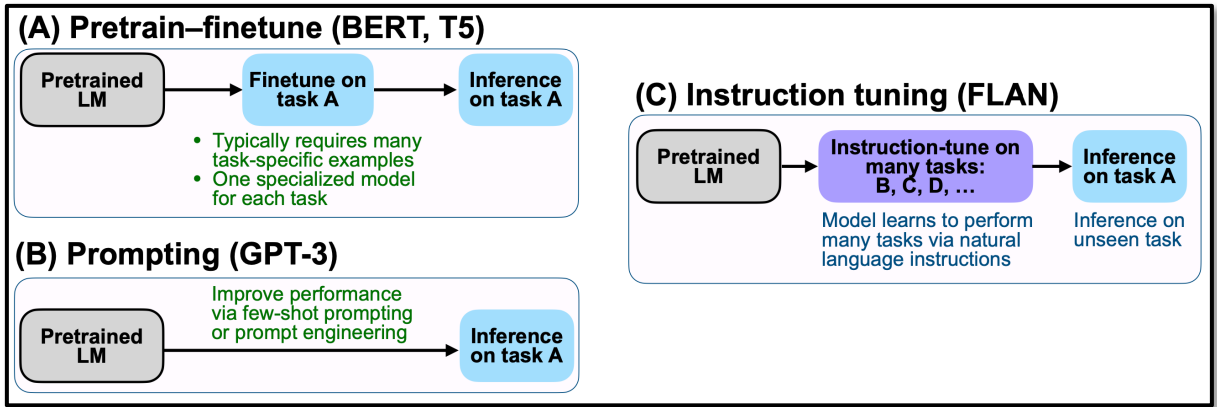 (A) Pretrain–finetune (BERT, T5)
Pretrained
LM
Finetune on
task A
Inference
on task A
• Typically requires many
task-specific examples
• One specialized model
for each task
(B) Prompting (GPT-3)
Improve performance
via few-shot prompting
or prompt engineering
Pretrained
LM
Inference
on task A
(C) Instruction tuning (FLAN)
Pretrained
LM
Instruction-tune on
many tasks:
B, C, D, …
Inference
on task A
Model learns to perform
many tasks via natural
language instructions
Inference on
unseen task